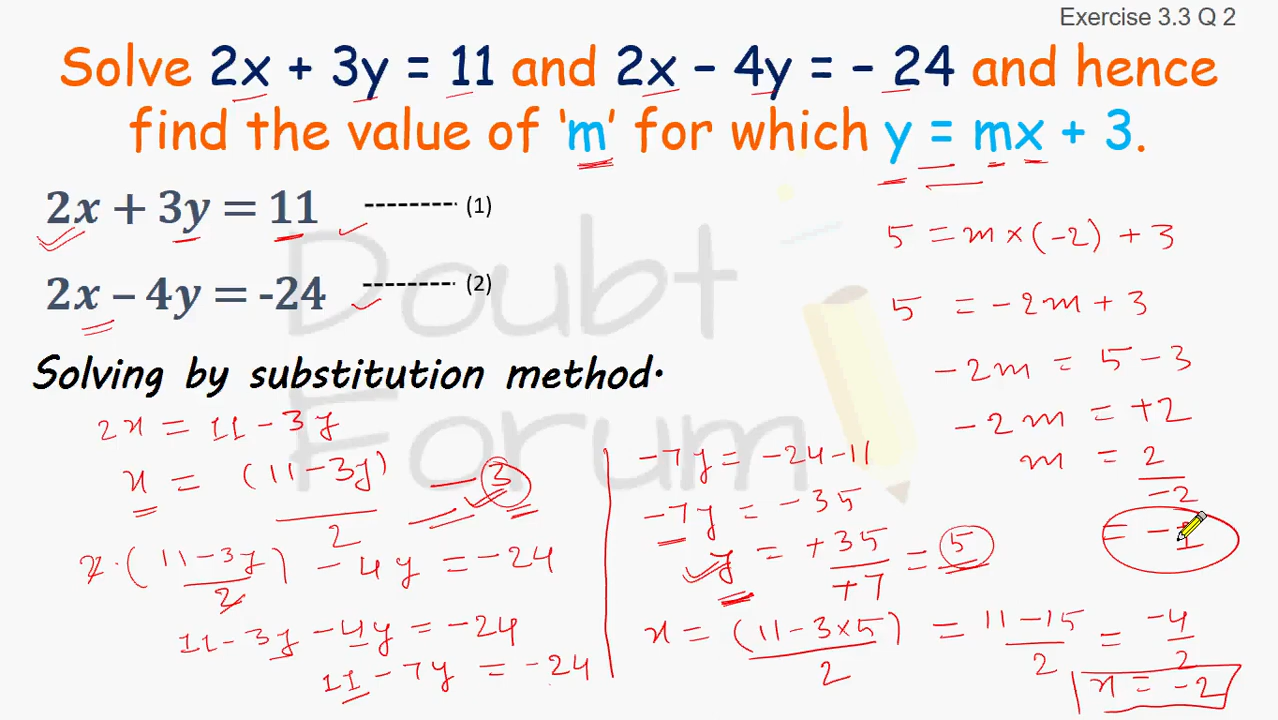 Exercise 3.3 Q 2
Solve 2x + 3y = 11 and 2x – 4y = – 24 and hence
find the value of ‘m’ for which y = mx + 3.
2x + 3y = 11 --------- (1)
2x – 4y = -24 --------- (2)
Solving by substitution method.
2x = 11 - 3y
x = (11 - 3y) / 2 — 3
2·(11 - 3y / 2) - 4y = -24
11 - 3y - 4y = -24
11 - 7y = -24
-7y = -24 - 11
-7y = -35
y = +35 / +7 = 5
x = (11 - 3×5) / 2 = 11 - 15 / 2 = -4 / 2
x = -2
5 = m×(-2) + 3
5 = -2m + 3
-2m = 5 - 3
-2m = +2
m = 2 / -2
= -1
Doubt
Forum